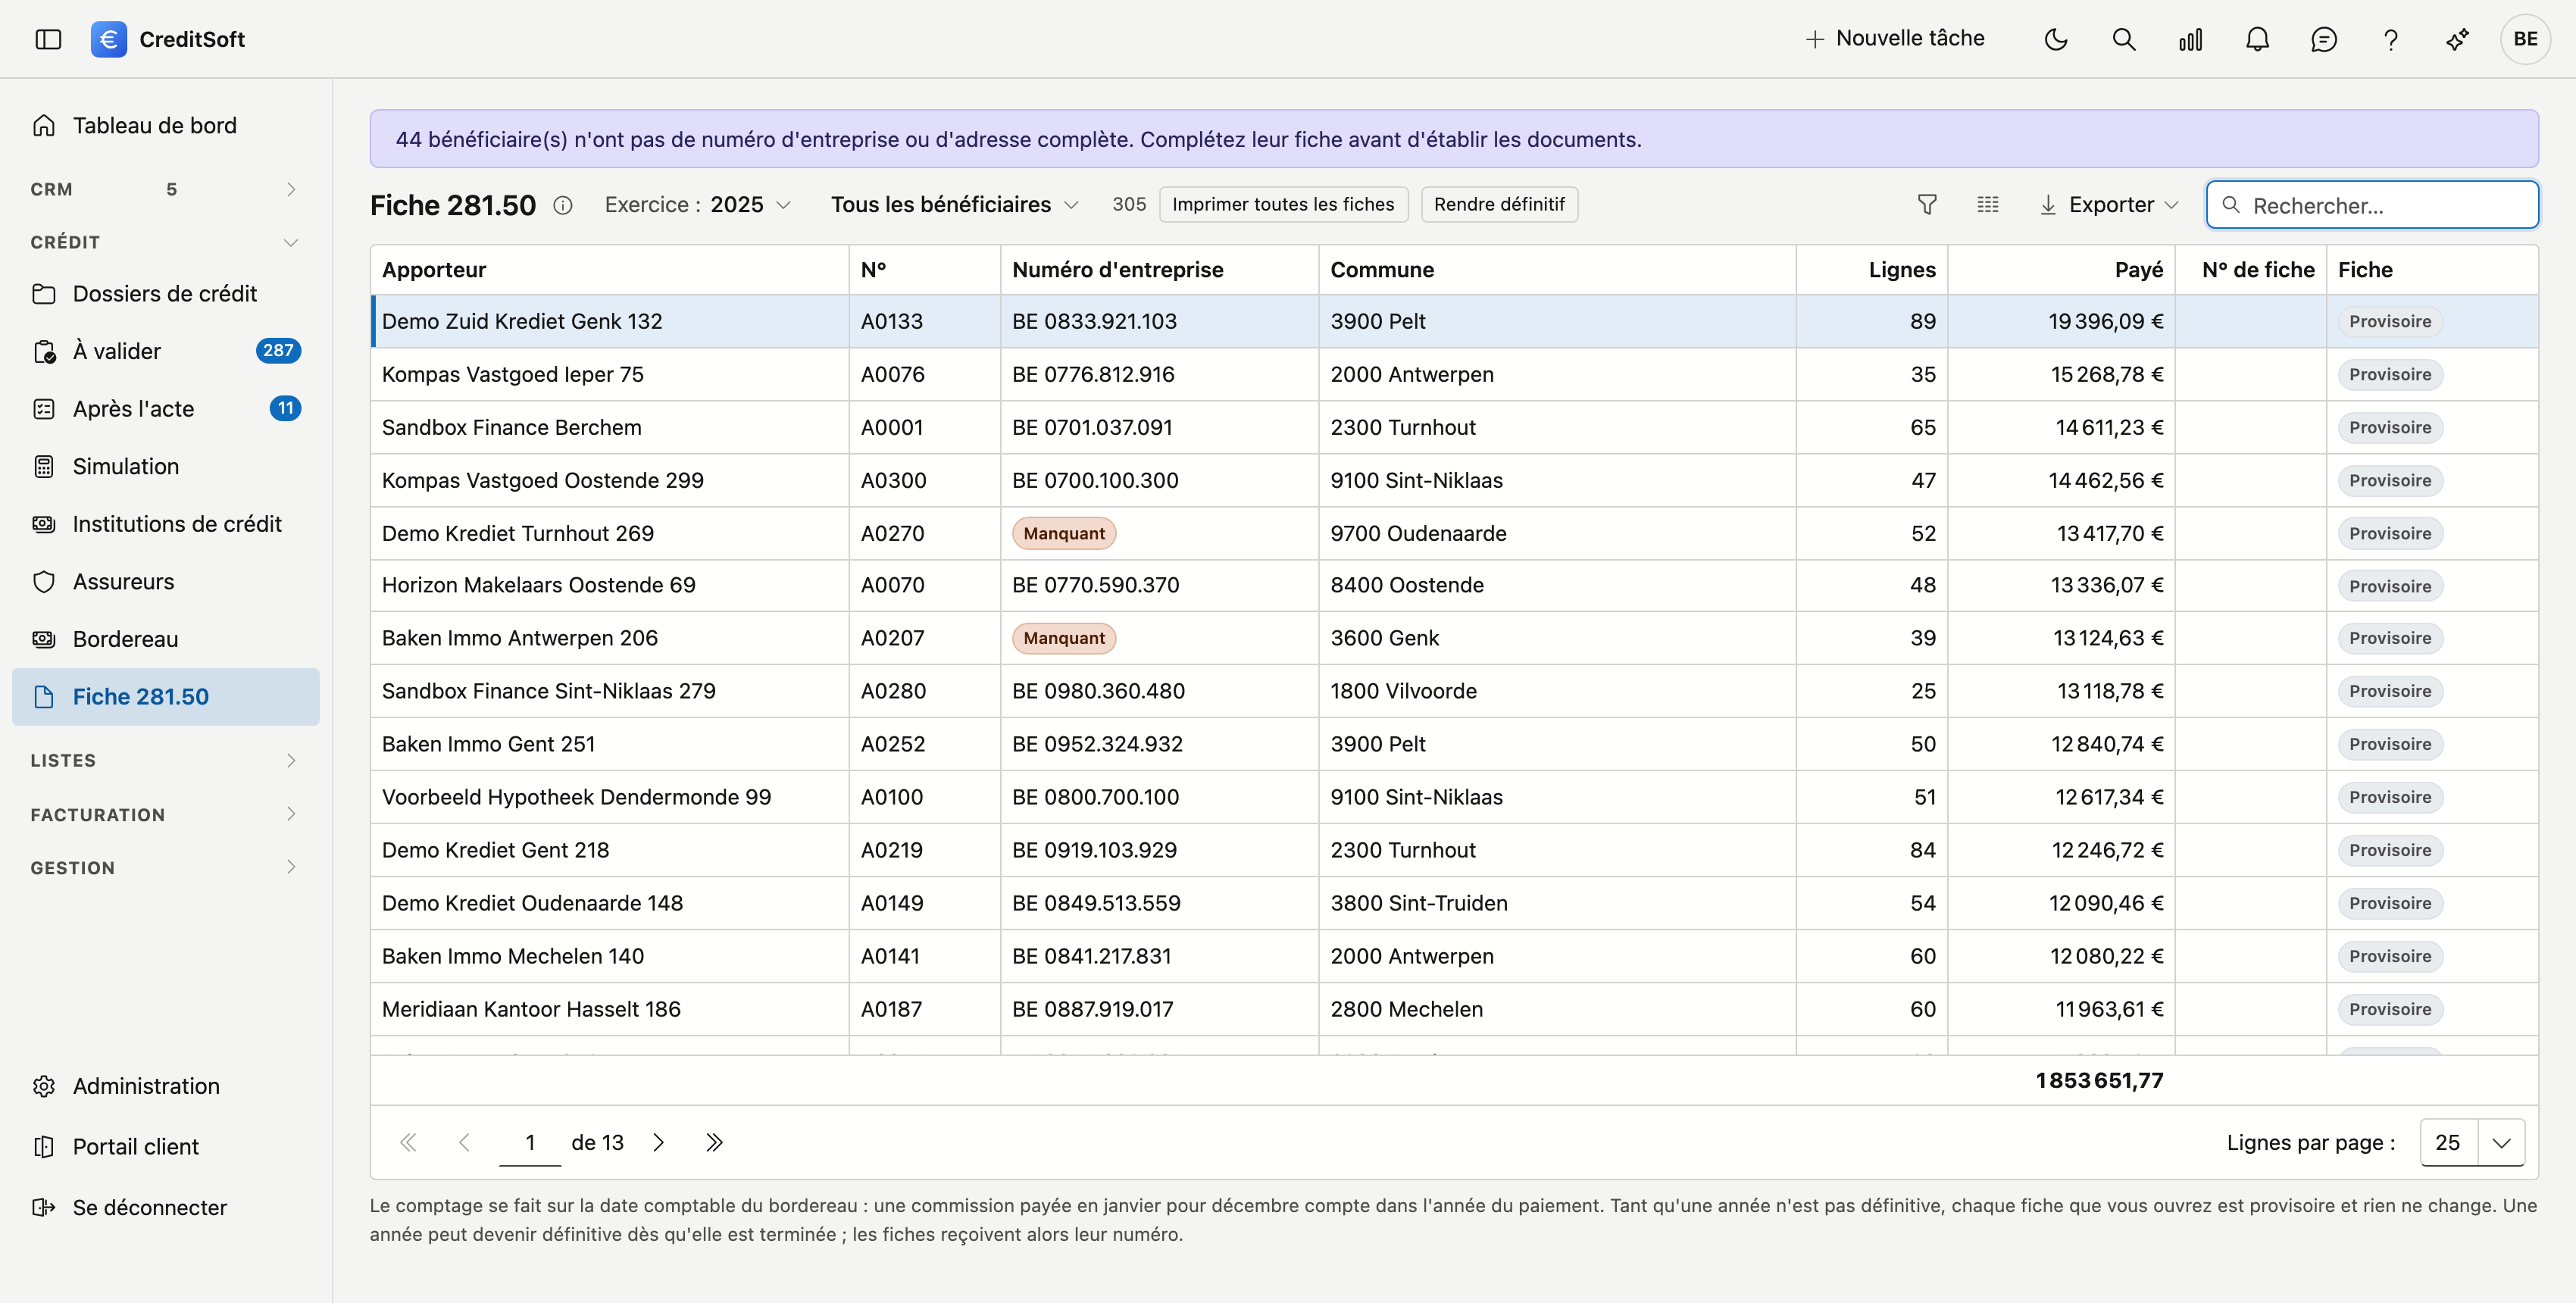 CreditSoft
Nouvelle tâche
BE
Tableau de bord
CRM 5
CRÉDIT
Dossiers de crédit
À valider 287
Après l'acte 11
Simulation
Institutions de crédit
Assureurs
Bordereau
Fiche 281.50
LISTES
FACTURATION
GESTION
Administration
Portail client
Se déconnecter
44 bénéficiaire(s) n'ont pas de numéro d'entreprise ou d'adresse complète. Complétez leur fiche avant d'établir les documents.
Fiche 281.50 Exercice : 2025 Tous les bénéficiaires 305 Imprimer toutes les fiches Rendre définitif Exporter Rechercher...
Apporteur N° Numéro d'entreprise Commune Lignes Payé N° de fiche Fiche
Demo Zuid Krediet Genk 132 A0133 BE 0833.921.103 3900 Pelt 89 19 396,09 € Provisoire
Kompas Vastgoed Ieper 75 A0076 BE 0776.812.916 2000 Antwerpen 35 15 268,78 € Provisoire
Sandbox Finance Berchem A0001 BE 0701.037.091 2300 Turnhout 65 14 611,23 € Provisoire
Kompas Vastgoed Oostende 299 A0300 BE 0700.100.300 9100 Sint-Niklaas 47 14 462,56 € Provisoire
Demo Krediet Turnhout 269 A0270 Manquant 9700 Oudenaarde 52 13 417,70 € Provisoire
Horizon Makelaars Oostende 69 A0070 BE 0770.590.370 8400 Oostende 48 13 336,07 € Provisoire
Baken Immo Antwerpen 206 A0207 Manquant 3600 Genk 39 13 124,63 € Provisoire
Sandbox Finance Sint-Niklaas 279 A0280 BE 0980.360.480 1800 Vilvoorde 25 13 118,78 € Provisoire
Baken Immo Gent 251 A0252 BE 0952.324.932 3900 Pelt 50 12 840,74 € Provisoire
Voorbeeld Hypotheek Dendermonde 99 A0100 BE 0800.700.100 9100 Sint-Niklaas 51 12 617,34 € Provisoire
Demo Krediet Gent 218 A0219 BE 0919.103.929 2300 Turnhout 84 12 246,72 € Provisoire
Demo Krediet Oudenaarde 148 A0149 BE 0849.513.559 3800 Sint-Truiden 54 12 090,46 € Provisoire
Baken Immo Mechelen 140 A0141 BE 0841.217.831 2000 Antwerpen 60 12 080,22 € Provisoire
Meridiaan Kantoor Hasselt 186 A0187 BE 0887.919.017 2800 Mechelen 60 11 963,61 € Provisoire
1 853 651,77
1 de 13 Lignes par page : 25
Le comptage se fait sur la date comptable du bordereau : une commission payée en janvier pour décembre compte dans l'année du paiement. Tant qu'une année n'est pas définitive, chaque fiche que vous ouvrez est provisoire et rien ne change. Une
année peut devenir définitive dès qu'elle est terminée ; les fiches reçoivent alors leur numéro.